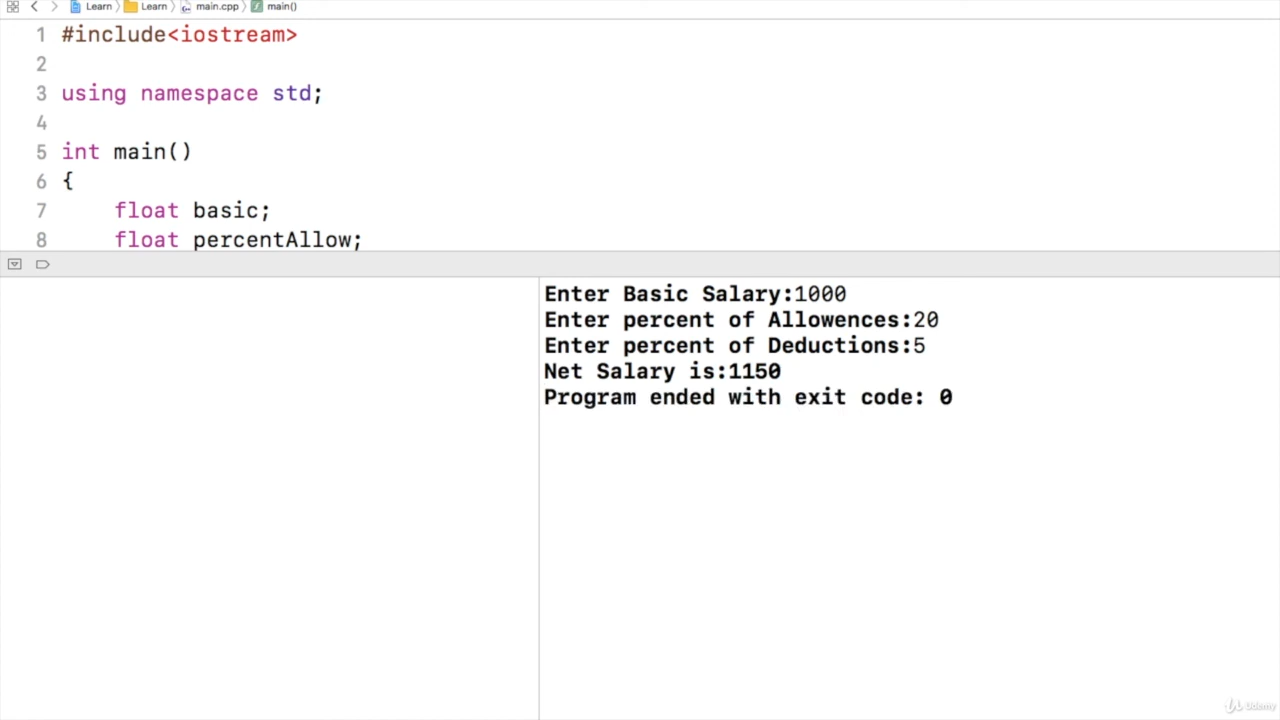 Learn Learn main.cpp main()
1 #include<iostream>
2
3 using namespace std;
4
5 int main()
6 {
7 float basic;
8 float percentAllow;
Enter Basic Salary:1000
Enter percent of Allowences:20
Enter percent of Deductions:5
Net Salary is:1150
Program ended with exit code: 0
Udemy